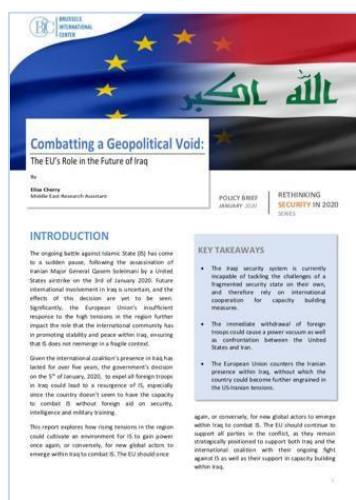 BRUSSELS
INTERNATIONAL
CENTER
الله اكبر
Combatting a Geopolitical Void:
The EU's Role in the Future of Iraq
By
Elisa Cherry
Middle East Research Assistant
POLICY BRIEF
JANUARY 2020
RETHINKING
SECURITY IN 2020
SERIES
INTRODUCTION
The ongoing battle against Islamic State (IS) has come
to a sudden pause, following the assassination of
Iranian Major General Qasem Soleimani by a United
States airstrike on the 3rd of January 2020. Future
international involvement in Iraq is uncertain, and the
effects of this decision are yet to be seen.
Significantly, the European Union's insufficient
response to the high tensions in the region further
impact the role that the international community has
in promoting stability and peace within Iraq, ensuring
that IS does not reemerge in a fragile context.
Given the international coalition's presence in Iraq has
lasted for over five years, the government's decision
on the 5th of January, 2020, to expel all foreign troops
in Iraq could lead to a resurgence of IS, especially
since the country doesn't seem to have the capacity
to combat IS without foreign aid on security,
intelligence and military training.
This report explores how rising tensions in the region
could cultivate an environment for IS to gain power
once again, or conversely, for new global actors to
emerge within Iraq to combat IS. The EU should once
KEY TAKEAWAYS
• The Iraqi security system is currently
incapable of tackling the challenges of a
fragmented security state on their own,
and therefore rely on international
cooperation for capacity building
measures.
• The immediate withdrawal of foreign
troops could cause a power vacuum as well
as confrontation between the United
States and Iran.
• The European Union counters the Iranian
presence within Iraq, without which the
country could become further engrained in
the US-Iranian tensions.
again, or conversely, for new global actors to emerge
within Iraq to combat IS. The EU should continue to
support all parties in the conflict, as they remain
strategically positioned to support both Iraq and the
international coalition with their ongoing fight
against IS as well as their support in capacity building
within Iraq.
1